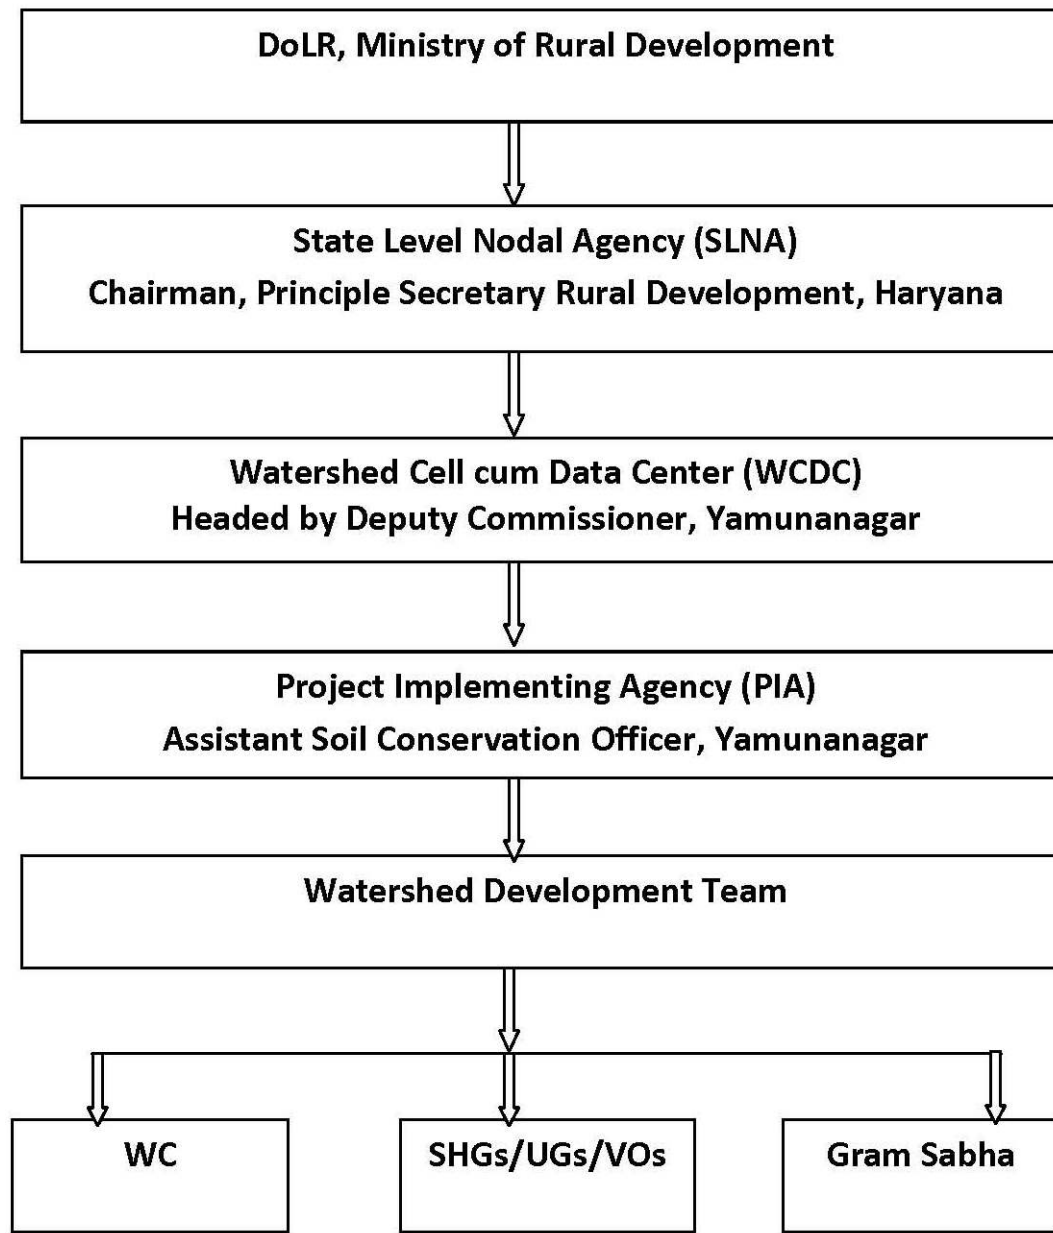 DoLR, Ministry of Rural Development
State Level Nodal Agency (SLNA)
Chairman, Principle Secretary Rural Development, Haryana
Watershed Cell cum Data Center (WCDC)
Headed by Deputy Commissioner, Yamunanagar
Project Implementing Agency (PIA)
Assistant Soil Conservation Officer, Yamunanagar
Watershed Development Team
WC
SHGs/UGs/VOs
Gram Sabha